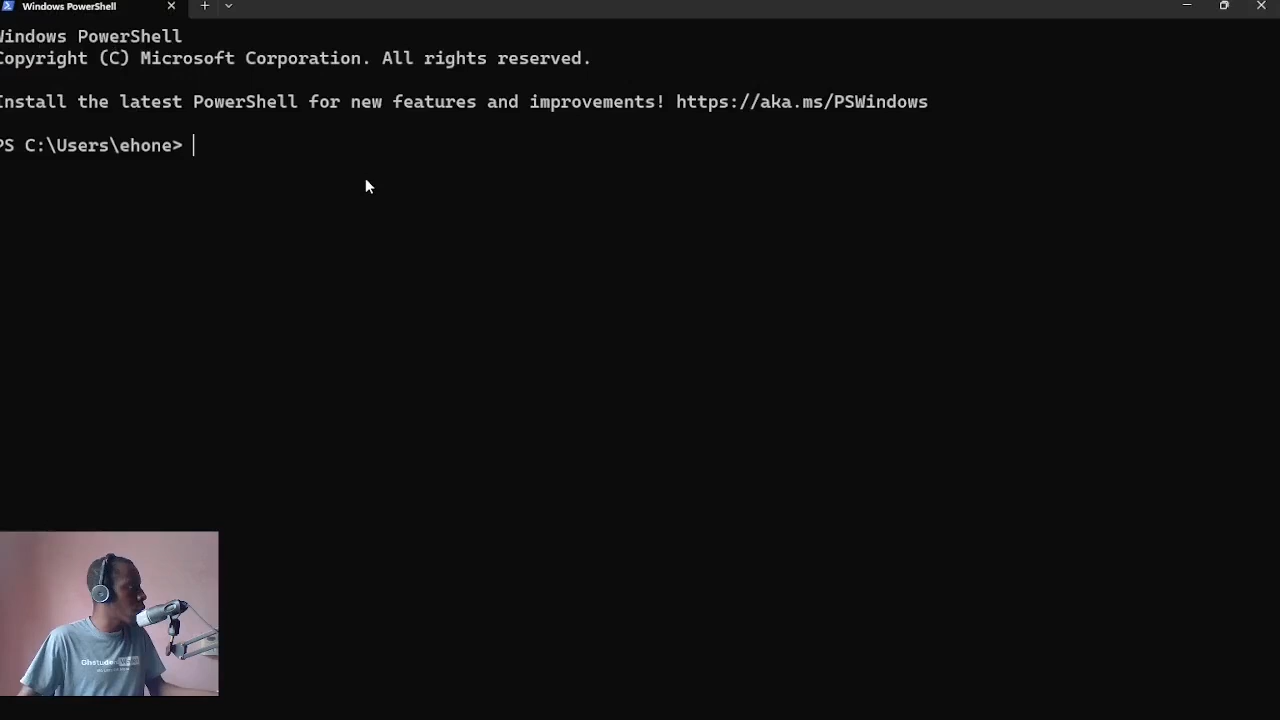 Windows PowerShell
Windows PowerShell
Copyright (C) Microsoft Corporation. All rights reserved.
Install the latest PowerShell for new features and improvements! https://aka.ms/PSWindows
PS C:\Users\ehone>